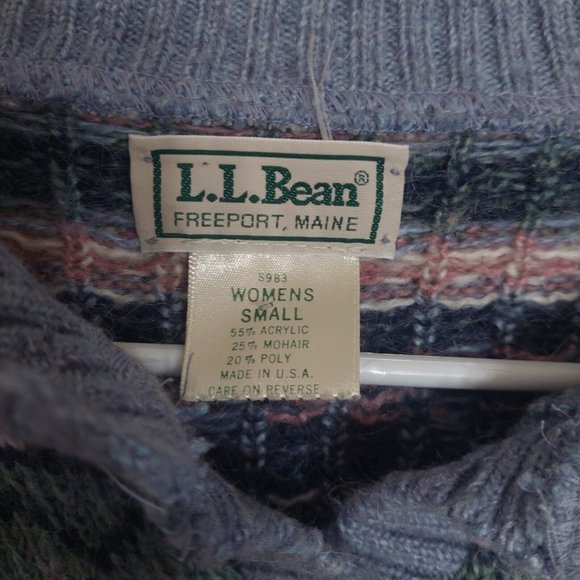 L.L.Bean®
FREEPORT, MAINE
S983
WOMENS
SMALL
55% ACRYLIC
25% MOHAIR
20% POLY
MADE IN U.S.A.
CARE ON REVERSE